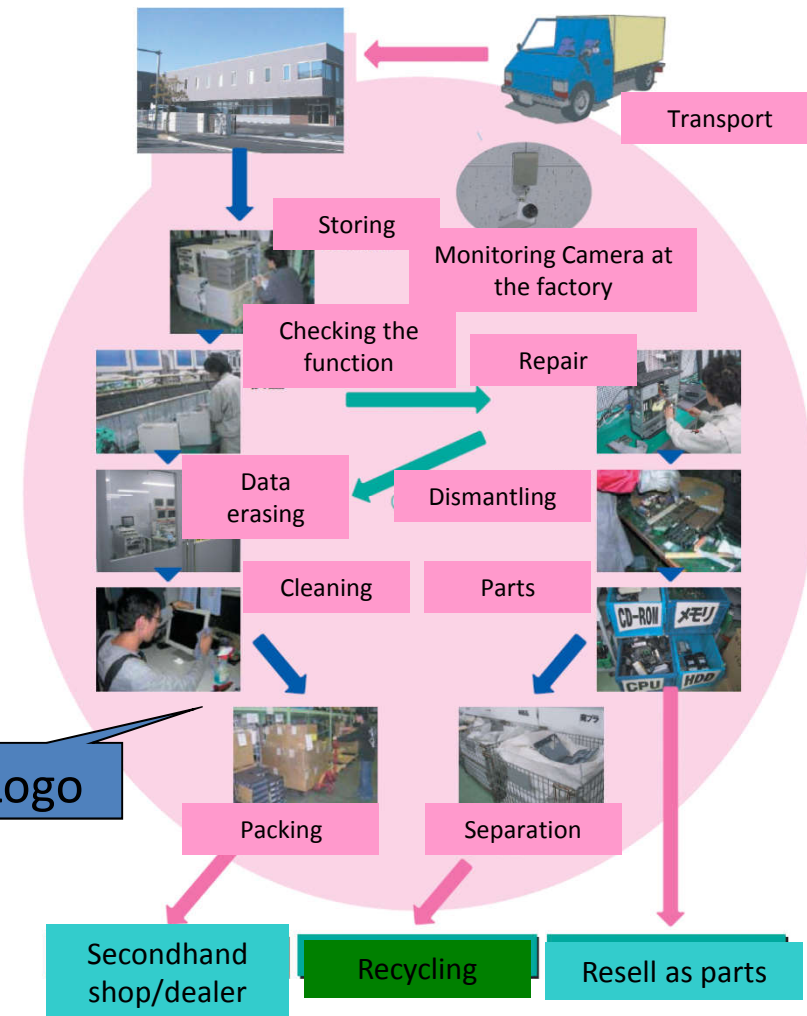 Transport
Storing
Monitoring Camera at
the factory
Checking the
function
Repair
Data
erasing
Dismantling
Cleaning
Parts
CD-ROM
メモリ
CPU
HDD
Packing
Separation
Secondhand
shop/dealer
Recycling
Resell as parts